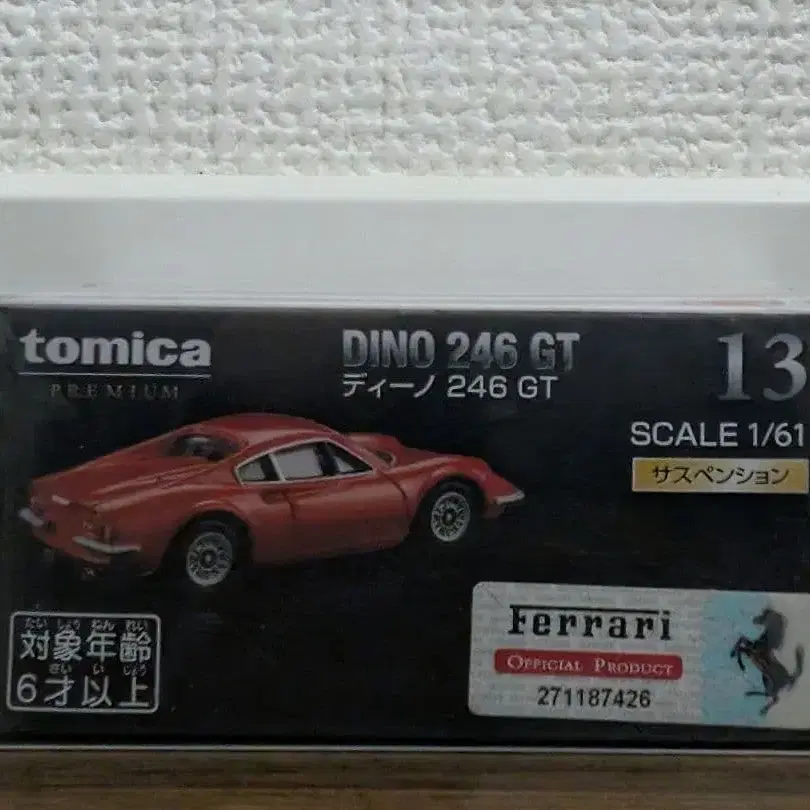 tomica
PREMIUM
DINO 246 GT
ディーノ 246 GT
13
SCALE 1/61
サスペンション
たいしょうねんれい
対象年齢
さいいじょう
6才以上
Ferrari
OFFICIAL PRODUCT
271187426